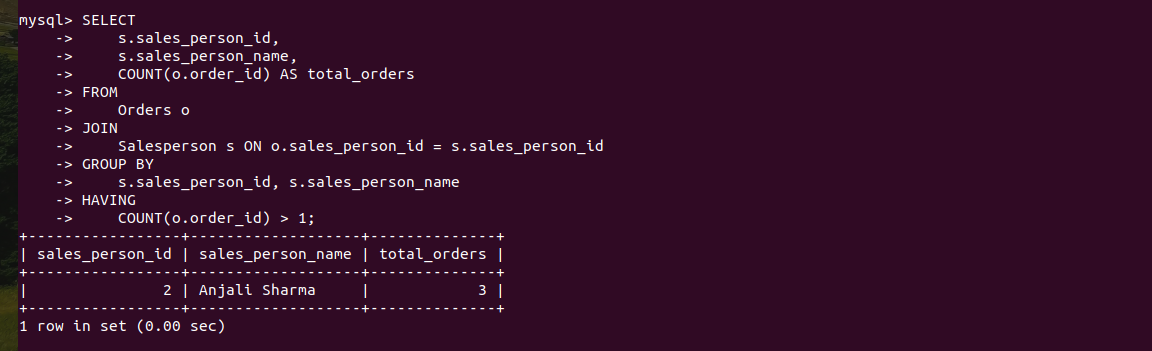 mysql> SELECT
    ->     s.sales_person_id,
    ->     s.sales_person_name,
    ->     COUNT(o.order_id) AS total_orders
    -> FROM
    ->     Orders o
    -> JOIN
    ->     Salesperson s ON o.sales_person_id = s.sales_person_id
    -> GROUP BY
    ->     s.sales_person_id, s.sales_person_name
    -> HAVING
    ->     COUNT(o.order_id) > 1;
+-----------------+-------------------+--------------+
| sales_person_id | sales_person_name | total_orders |
+-----------------+-------------------+--------------+
|               2 | Anjali Sharma     |            3 |
+-----------------+-------------------+--------------+
1 row in set (0.00 sec)